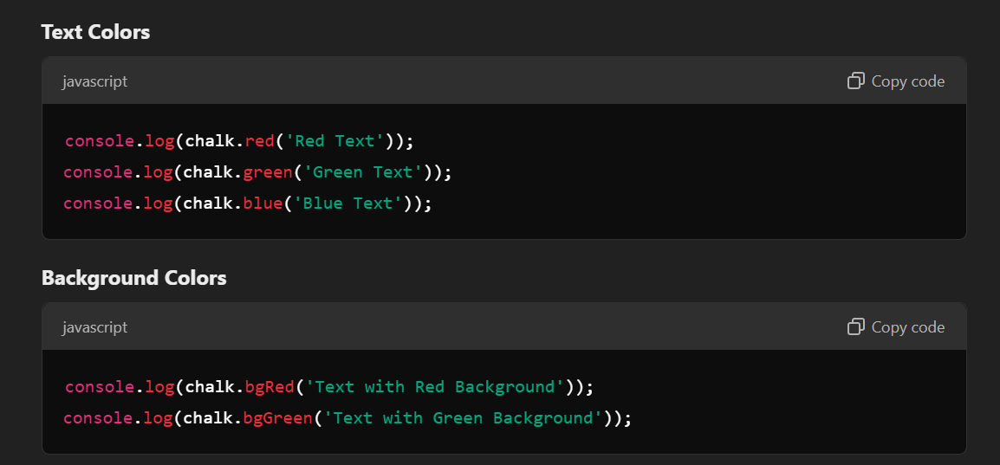 Text Colors
javascript
Copy code
console.log(chalk.red('Red Text'));
console.log(chalk.green('Green Text'));
console.log(chalk.blue('Blue Text'));
Background Colors
javascript
Copy code
console.log(chalk.bgRed('Text with Red Background'));
console.log(chalk.bgGreen('Text with Green Background'));